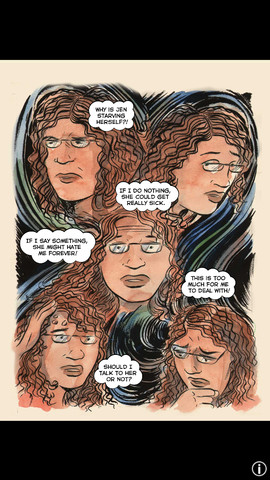 WHY IS JEN
STARVING
HERSELF?!
IF I DO NOTHING,
SHE COULD GET
REALLY SICK.
IF I SAY SOMETHING,
SHE MIGHT HATE
ME FOREVER!
THIS IS TOO
MUCH FOR ME
TO DEAL WITH!
SHOULD I
TALK TO HER
OR NOT?